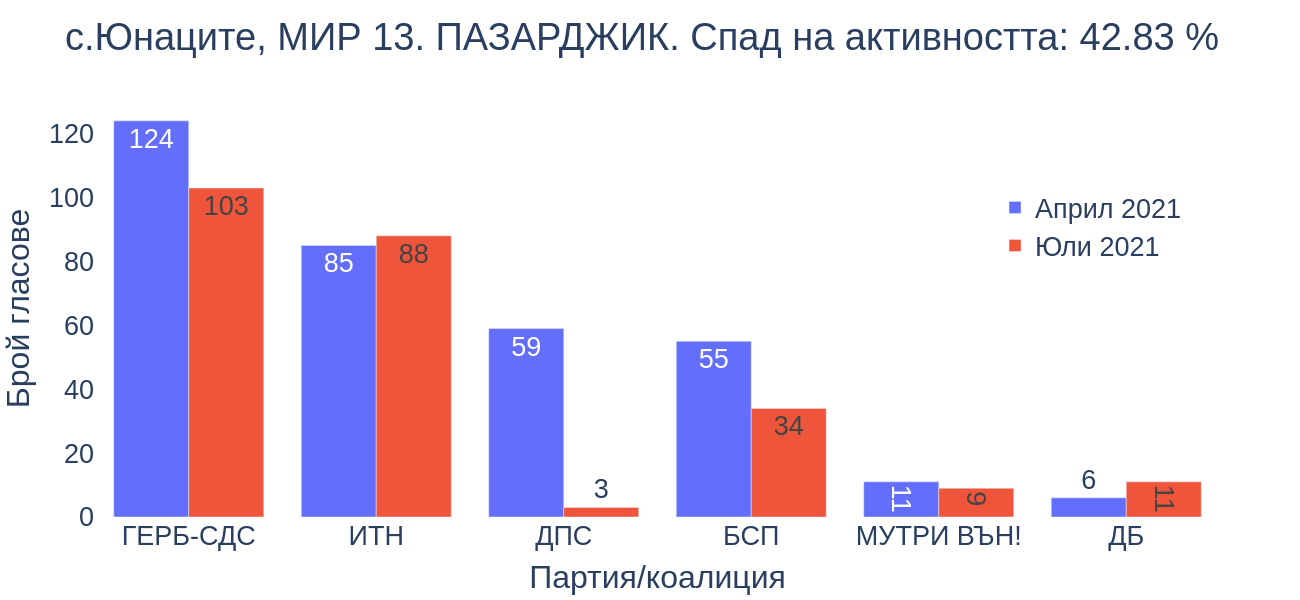 с.Юнаците, МИР 13. ПАЗАРДЖИК. Спад на активността: 42.83 %
Април 2021
Юли 2021
Брой гласове
120
100
80
60
40
20
0
124
103
85
88
59
3
55
34
11
9
6
11
ГЕРБ-СДС
ИТН
ДПС
БСП
МУТРИ ВЪН!
ДБ
Партия/коалиция